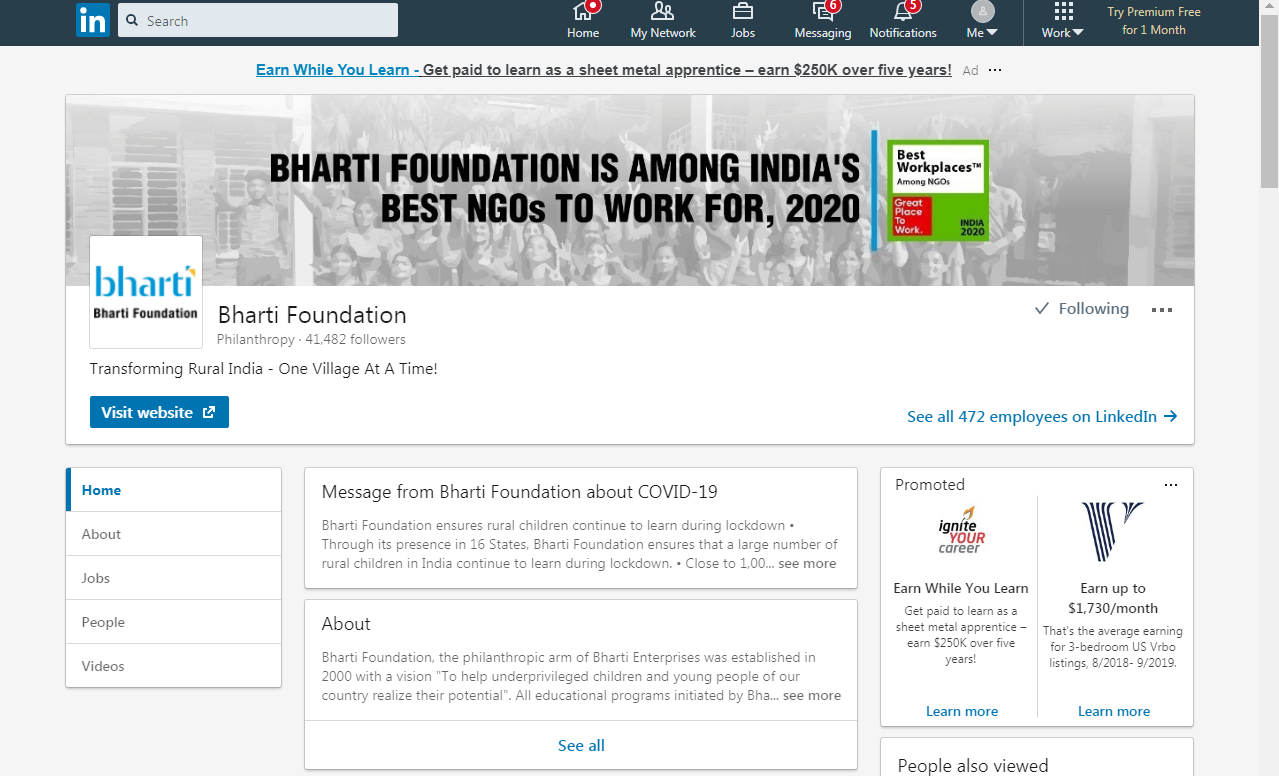 in
Search
Home
My Network
Jobs
6
Messaging
5
Notifications
Me
Work
Try Premium Free
for 1 Month
Earn While You Learn - Get paid to learn as a sheet metal apprentice – earn $250K over five years! Ad
BHARTI FOUNDATION IS AMONG INDIA'S
BEST NGOs TO WORK FOR, 2020
Best
Workplaces™
Among NGOs
Great
Place
To
Work.
INDIA
2020
bharti
Bharti Foundation
Bharti Foundation
Philanthropy · 41,482 followers
Following
Transforming Rural India - One Village At A Time!
Visit website
See all 472 employees on LinkedIn
Home
About
Jobs
People
Videos
Message from Bharti Foundation about COVID-19
Bharti Foundation ensures rural children continue to learn during lockdown •
Through its presence in 16 States, Bharti Foundation ensures that a large number of
rural children in India continue to learn during lockdown. • Close to 1,00... see more
About
Bharti Foundation, the philanthropic arm of Bharti Enterprises was established in
2000 with a vision "To help underprivileged children and young people of our
country realize their potential". All educational programs initiated by Bha... see more
See all
Promoted
ignite
YOUR
career
Earn While You Learn
Get paid to learn as a
sheet metal apprentice –
earn $250K over five
years!
Learn more
Earn up to
$1,730/month
That's the average earning
for 3-bedroom US Vrbo
listings, 8/2018- 9/2019.
Learn more
People also viewed